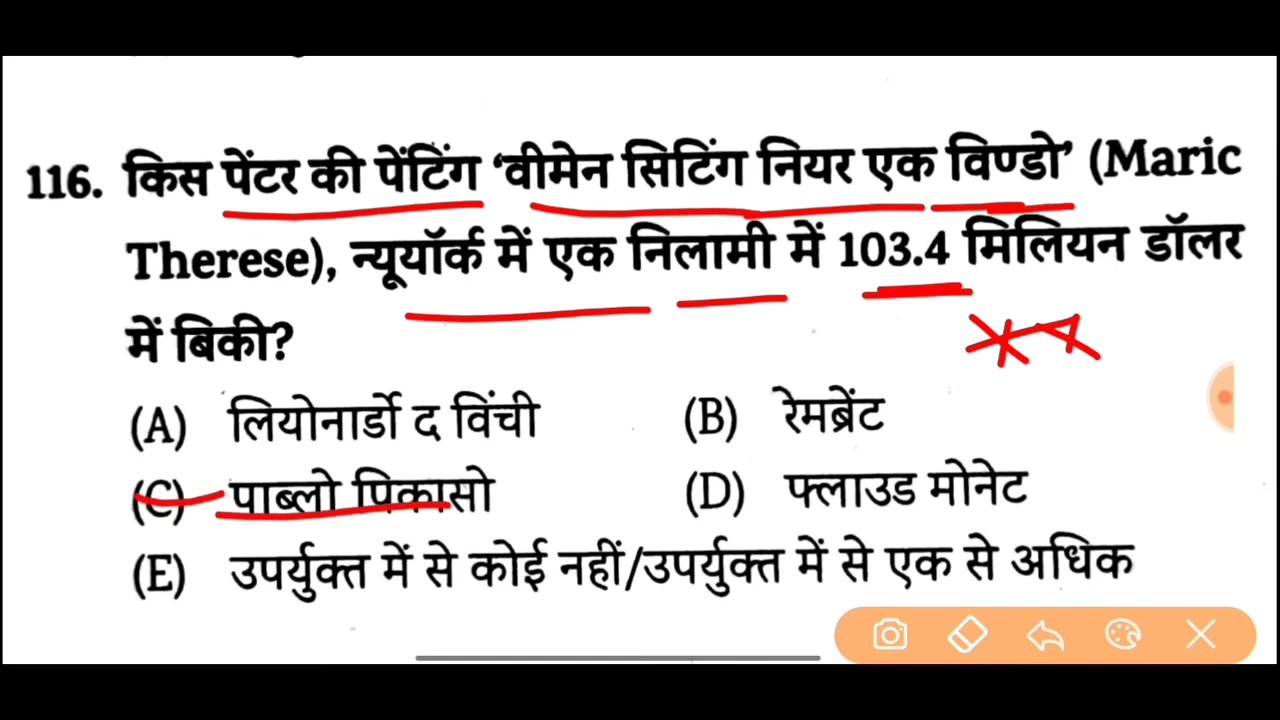 116. किस पेंटर की पेंटिंग ‘वीमेन सिटिंग नियर एक विण्डो’ (Maric
Therese), न्यूयॉर्क में एक निलामी में 103.4 मिलियन डॉलर
में बिकी?
(A) लियोनार्डो द विंची (B) रेमब्रेंट
(C) पाब्लो पिकासो (D) फ्लाउड मोनेट
(E) उपर्युक्त में से कोई नहीं/उपर्युक्त में से एक से अधिक